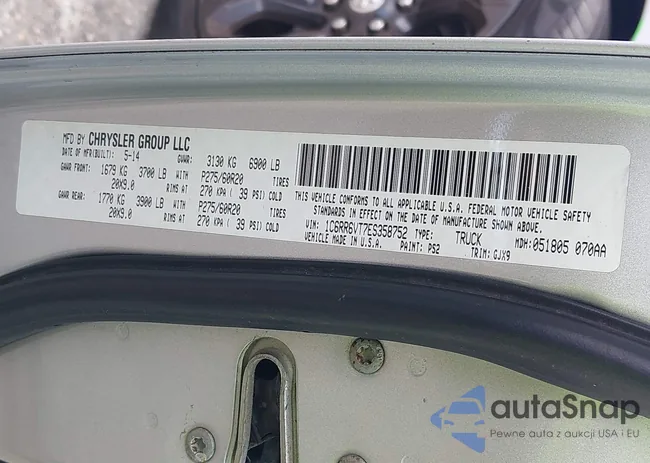 MFD BY CHRYSLER GROUP LLC
DATE OF MFR(BUILT): 5-14 GVWR: 3130 KG 6900 LB
GAWR FRONT: 1679 KG 3700 LB WITH P275/60R20 TIRES
20X9.0 RIMS AT 270 KPA ( 39 PSI) COLD
GAWR REAR: 1770 KG 3900 LB WITH P275/60R20 TIRES
20X9.0 RIMS AT 270 KPA ( 39 PSI) COLD
THIS VEHICLE CONFORMS TO ALL APPLICABLE U.S.A. FEDERAL MOTOR VEHICLE SAFETY
STANDARDS IN EFFECT ON THE DATE OF MANUFACTURE SHOWN ABOVE.
VIN: 1C6RR6VT7ES358752 TYPE: TRUCK MDH: 051805 070AA
VEHICLE MADE IN U.S.A. PAINT: PS2 TRIM: GJX9
autaSnap
Pewne auta z aukcji USA i EU